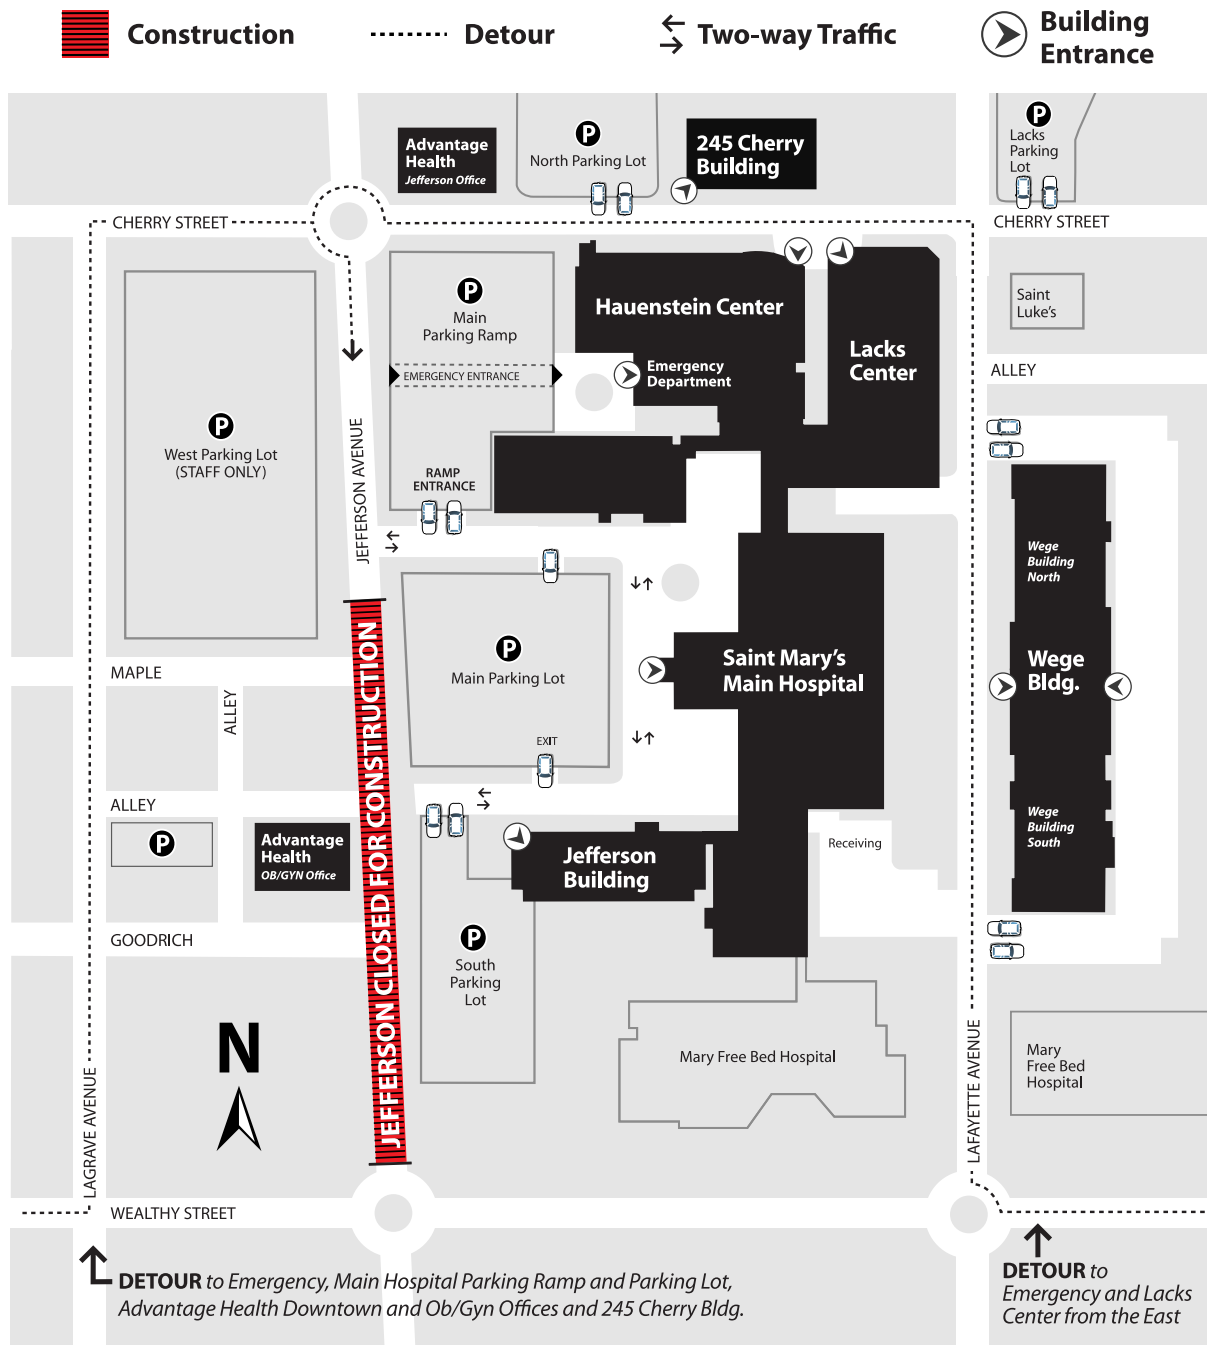 Construction
Detour
Two-way Traffic
Building
Entrance
Advantage
Health
Jefferson Office
P
North Parking Lot
245 Cherry
Building
P
Lacks
Parking
Lot
CHERRY STREET
CHERRY STREET
P
Main
Parking Ramp
EMERGENCY ENTRANCE
Hauenstein Center
Emergency
Department
Lacks
Center
Saint
Luke's
ALLEY
P
West Parking Lot
(STAFF ONLY)
JEFFERSON AVENUE
RAMP
ENTRANCE
Wege
Building
North
P
Main Parking Lot
EXIT
Saint Mary's
Main Hospital
Wege
Bldg.
MAPLE
ALLEY
ALLEY
P
Advantage
Health
OB/GYN Office
JEFFERSON CLOSED FOR CONSTRUCTION
Jefferson
Building
Receiving
Wege
Building
South
GOODRICH
P
South
Parking
Lot
N
Mary Free Bed Hospital
Mary
Free Bed
Hospital
LAGRAVE AVENUE
LAFAYETTE AVENUE
WEALTHY STREET
DETOUR to Emergency, Main Hospital Parking Ramp and Parking Lot,
Advantage Health Downtown and Ob/Gyn Offices and 245 Cherry Bldg.
DETOUR to
Emergency and Lacks
Center from the East